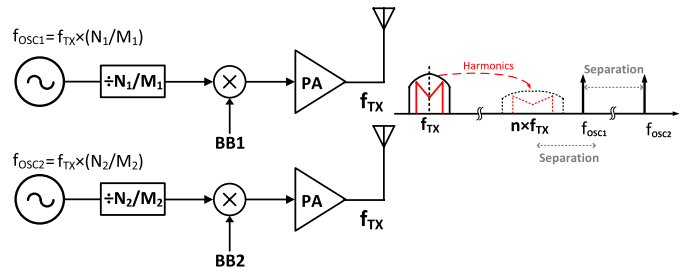 fOSC1=fTX×(N1/M1)
÷N1/M1
PA
fTX
BB1
fOSC2=fTX×(N2/M2)
÷N2/M2
PA
fTX
BB2
Harmonics
Separation
fTX
n×fTX
fOSC1
fOSC2
Separation